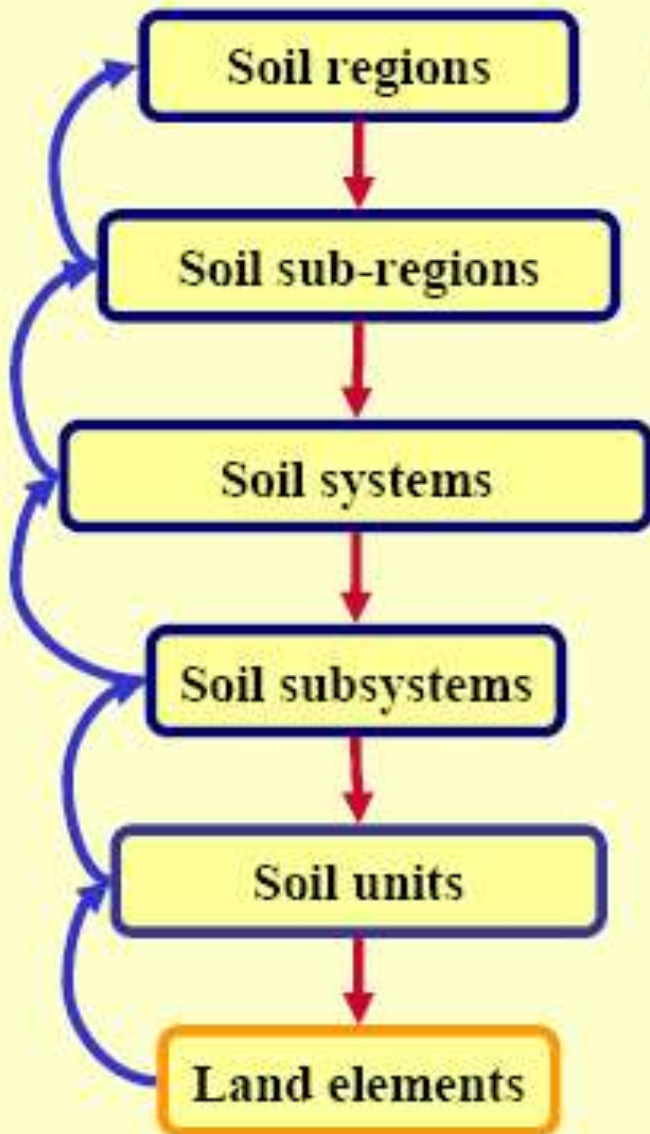 Soil regions
Soil sub-regions
Soil systems
Soil subsystems
Soil units
Land elements